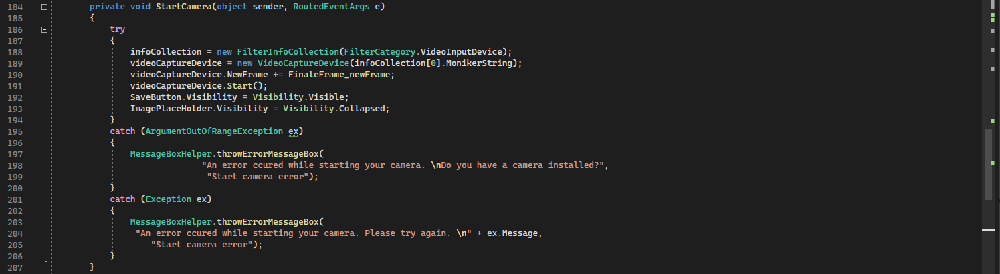 184 private void StartCamera(object sender, RoutedEventArgs e)
185 {
186 try
187 {
188 infoCollection = new FilterInfoCollection(FilterCategory.VideoInputDevice);
189 videoCaptureDevice = new VideoCaptureDevice(infoCollection[0].MonikerString);
190 videoCaptureDevice.NewFrame += FinaleFrame_newFrame;
191 videoCaptureDevice.Start();
192 SaveButton.Visibility = Visibility.Visible;
193 ImagePlaceHolder.Visibility = Visibility.Collapsed;
194 }
195 catch (ArgumentOutOfRangeException ex)
196 {
197 MessageBoxHelper.throwErrorMessageBox(
198 "An error ccured while starting your camera. \nDo you have a camera installed?",
199 "Start camera error");
200 }
201 catch (Exception ex)
202 {
203 MessageBoxHelper.throwErrorMessageBox(
204 "An error ccured while starting your camera. Please try again. \n" + ex.Message,
205 "Start camera error");
206 }
207 }